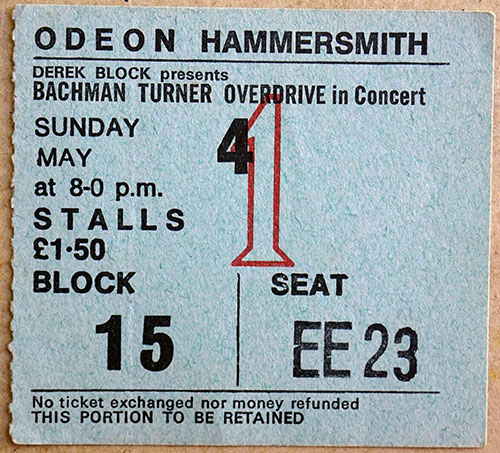 ODEON HAMMERSMITH
DEREK BLOCK presents
BACHMAN TURNER OVERDRIVE in Concert
SUNDAY
MAY 4 1
at 8-0 p.m.
STALLS
£1·50
BLOCK SEAT
15 EE 23
No ticket exchanged nor money refunded
THIS PORTION TO BE RETAINED